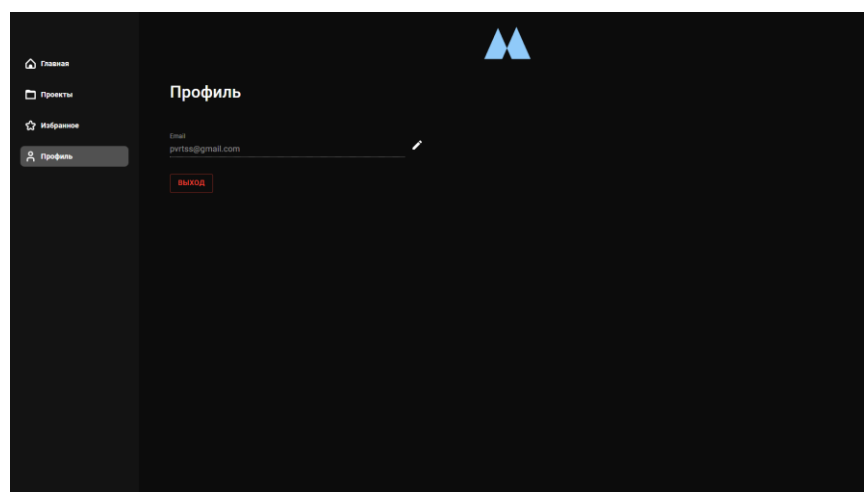 Главная
Проекты
Избранное
Профиль
Профиль
Email
pvrtss@gmail.com
ВЫХОД